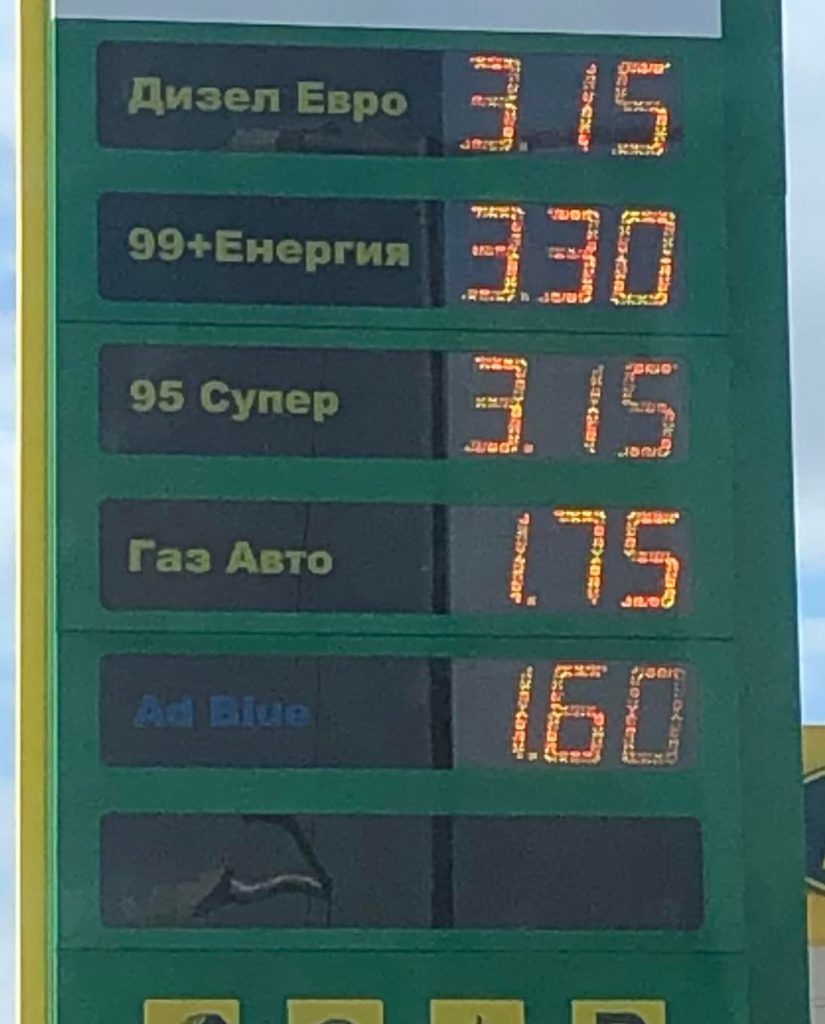 Дизел Евро 3.15
99+Енергия 3.30
95 Супер 3.15
Газ Авто 1.75
Ad Blue 1.60